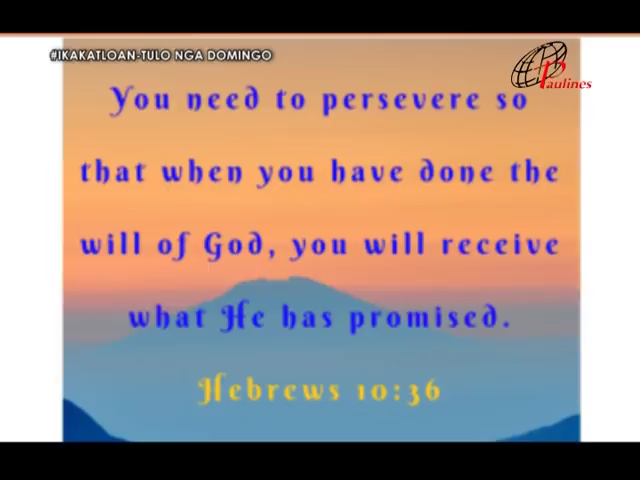 #IKAKATLOAN-TULO NGA DOMINGO
Paulines
You need to persevere so
that when you have done the
will of God, you will receive
what He has promised.
Hebrews 10:36